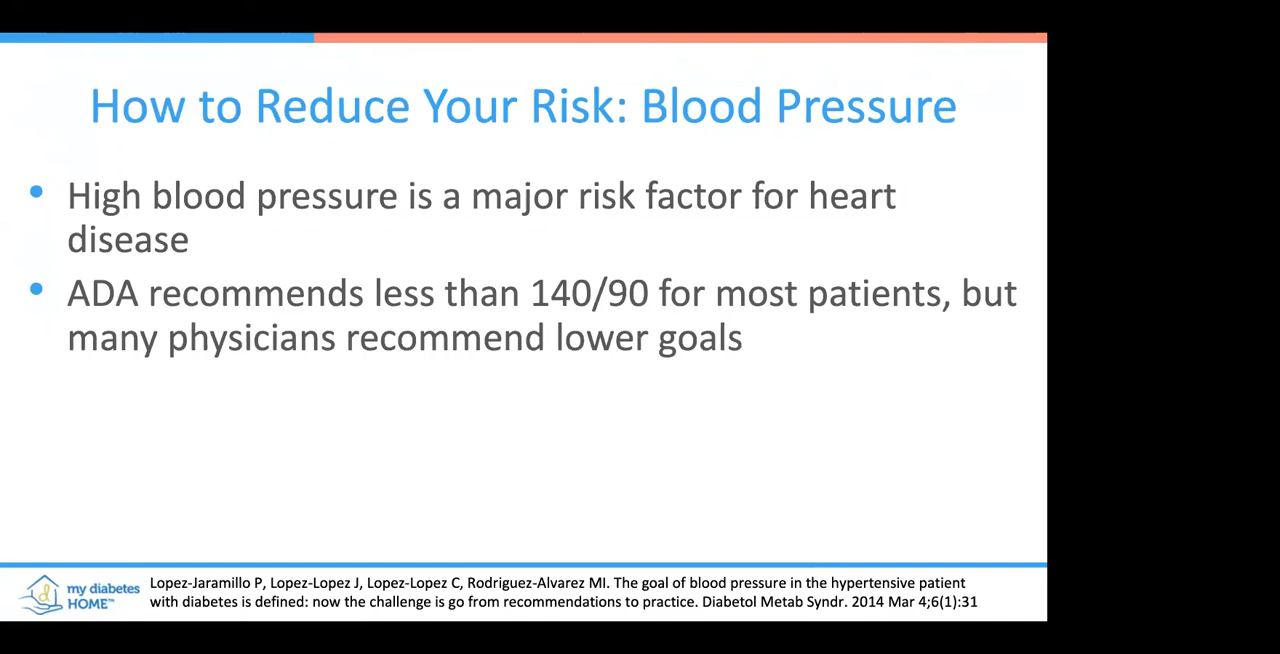 How to Reduce Your Risk: Blood Pressure
• High blood pressure is a major risk factor for heart
disease
• ADA recommends less than 140/90 for most patients, but
many physicians recommend lower goals
my diabetes
HOME™
Lopez-Jaramillo P, Lopez-Lopez J, Lopez-Lopez C, Rodriguez-Alvarez MI. The goal of blood pressure in the hypertensive patient
with diabetes is defined: now the challenge is go from recommendations to practice. Diabetol Metab Syndr. 2014 Mar 4;6(1):31